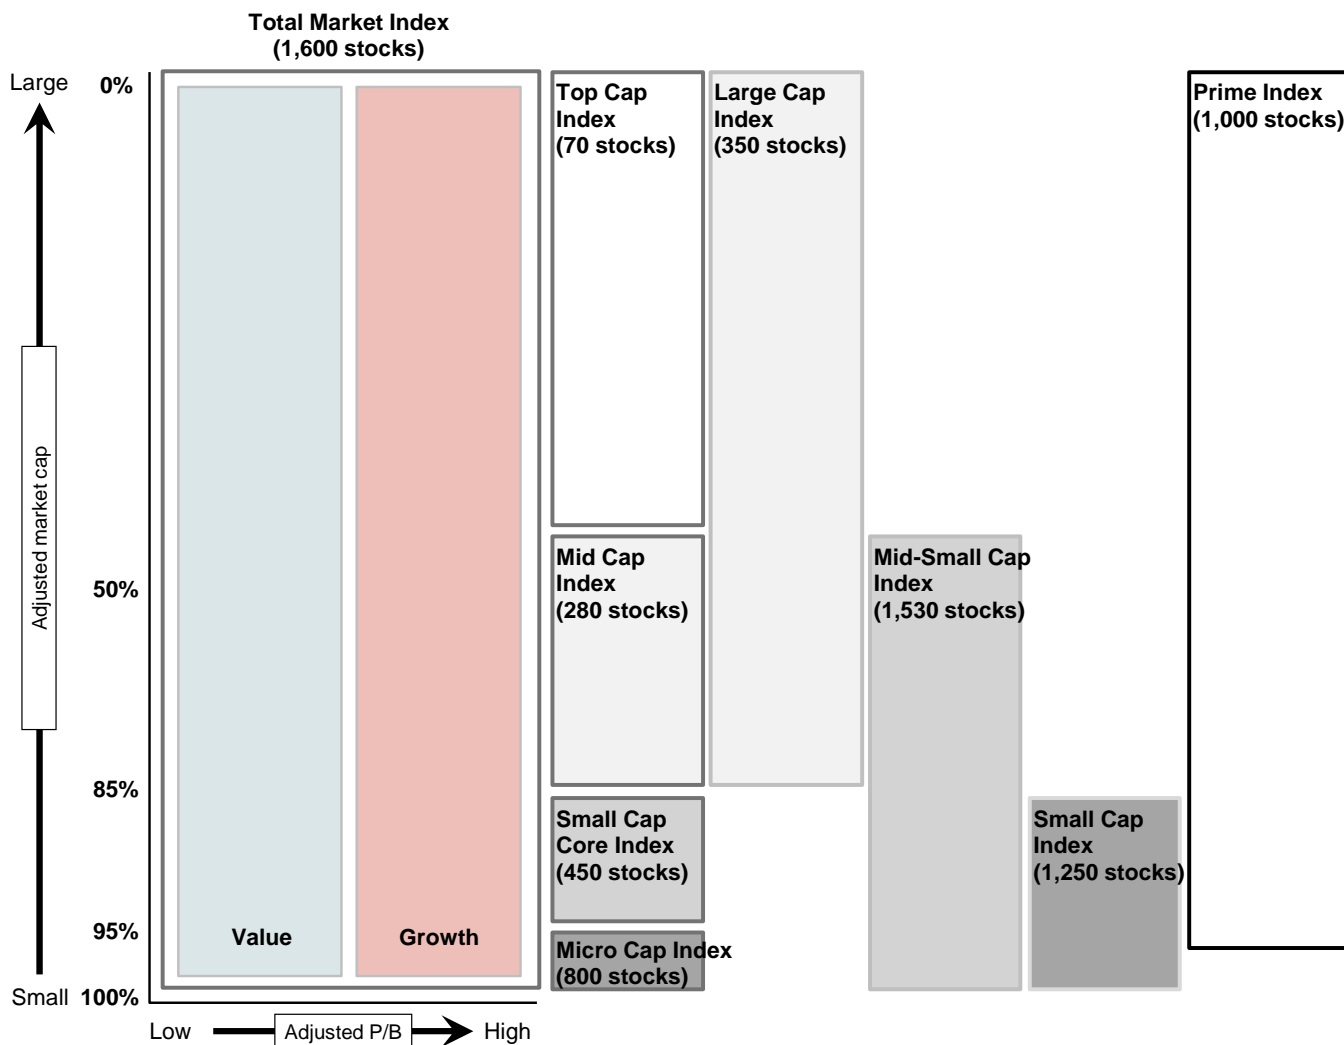 Total Market Index
(1,600 stocks)
Large
0%
Top Cap
Index
(70 stocks)
Large Cap
Index
(350 stocks)
Prime Index
(1,000 stocks)
Adjusted market cap
50%
Mid Cap
Index
(280 stocks)
Mid-Small Cap
Index
(1,530 stocks)
85%
Small Cap
Core Index
(450 stocks)
Small Cap
Index
(1,250 stocks)
95%
Value
Growth
Micro Cap Index
(800 stocks)
Small
100%
Low
Adjusted P/B
High